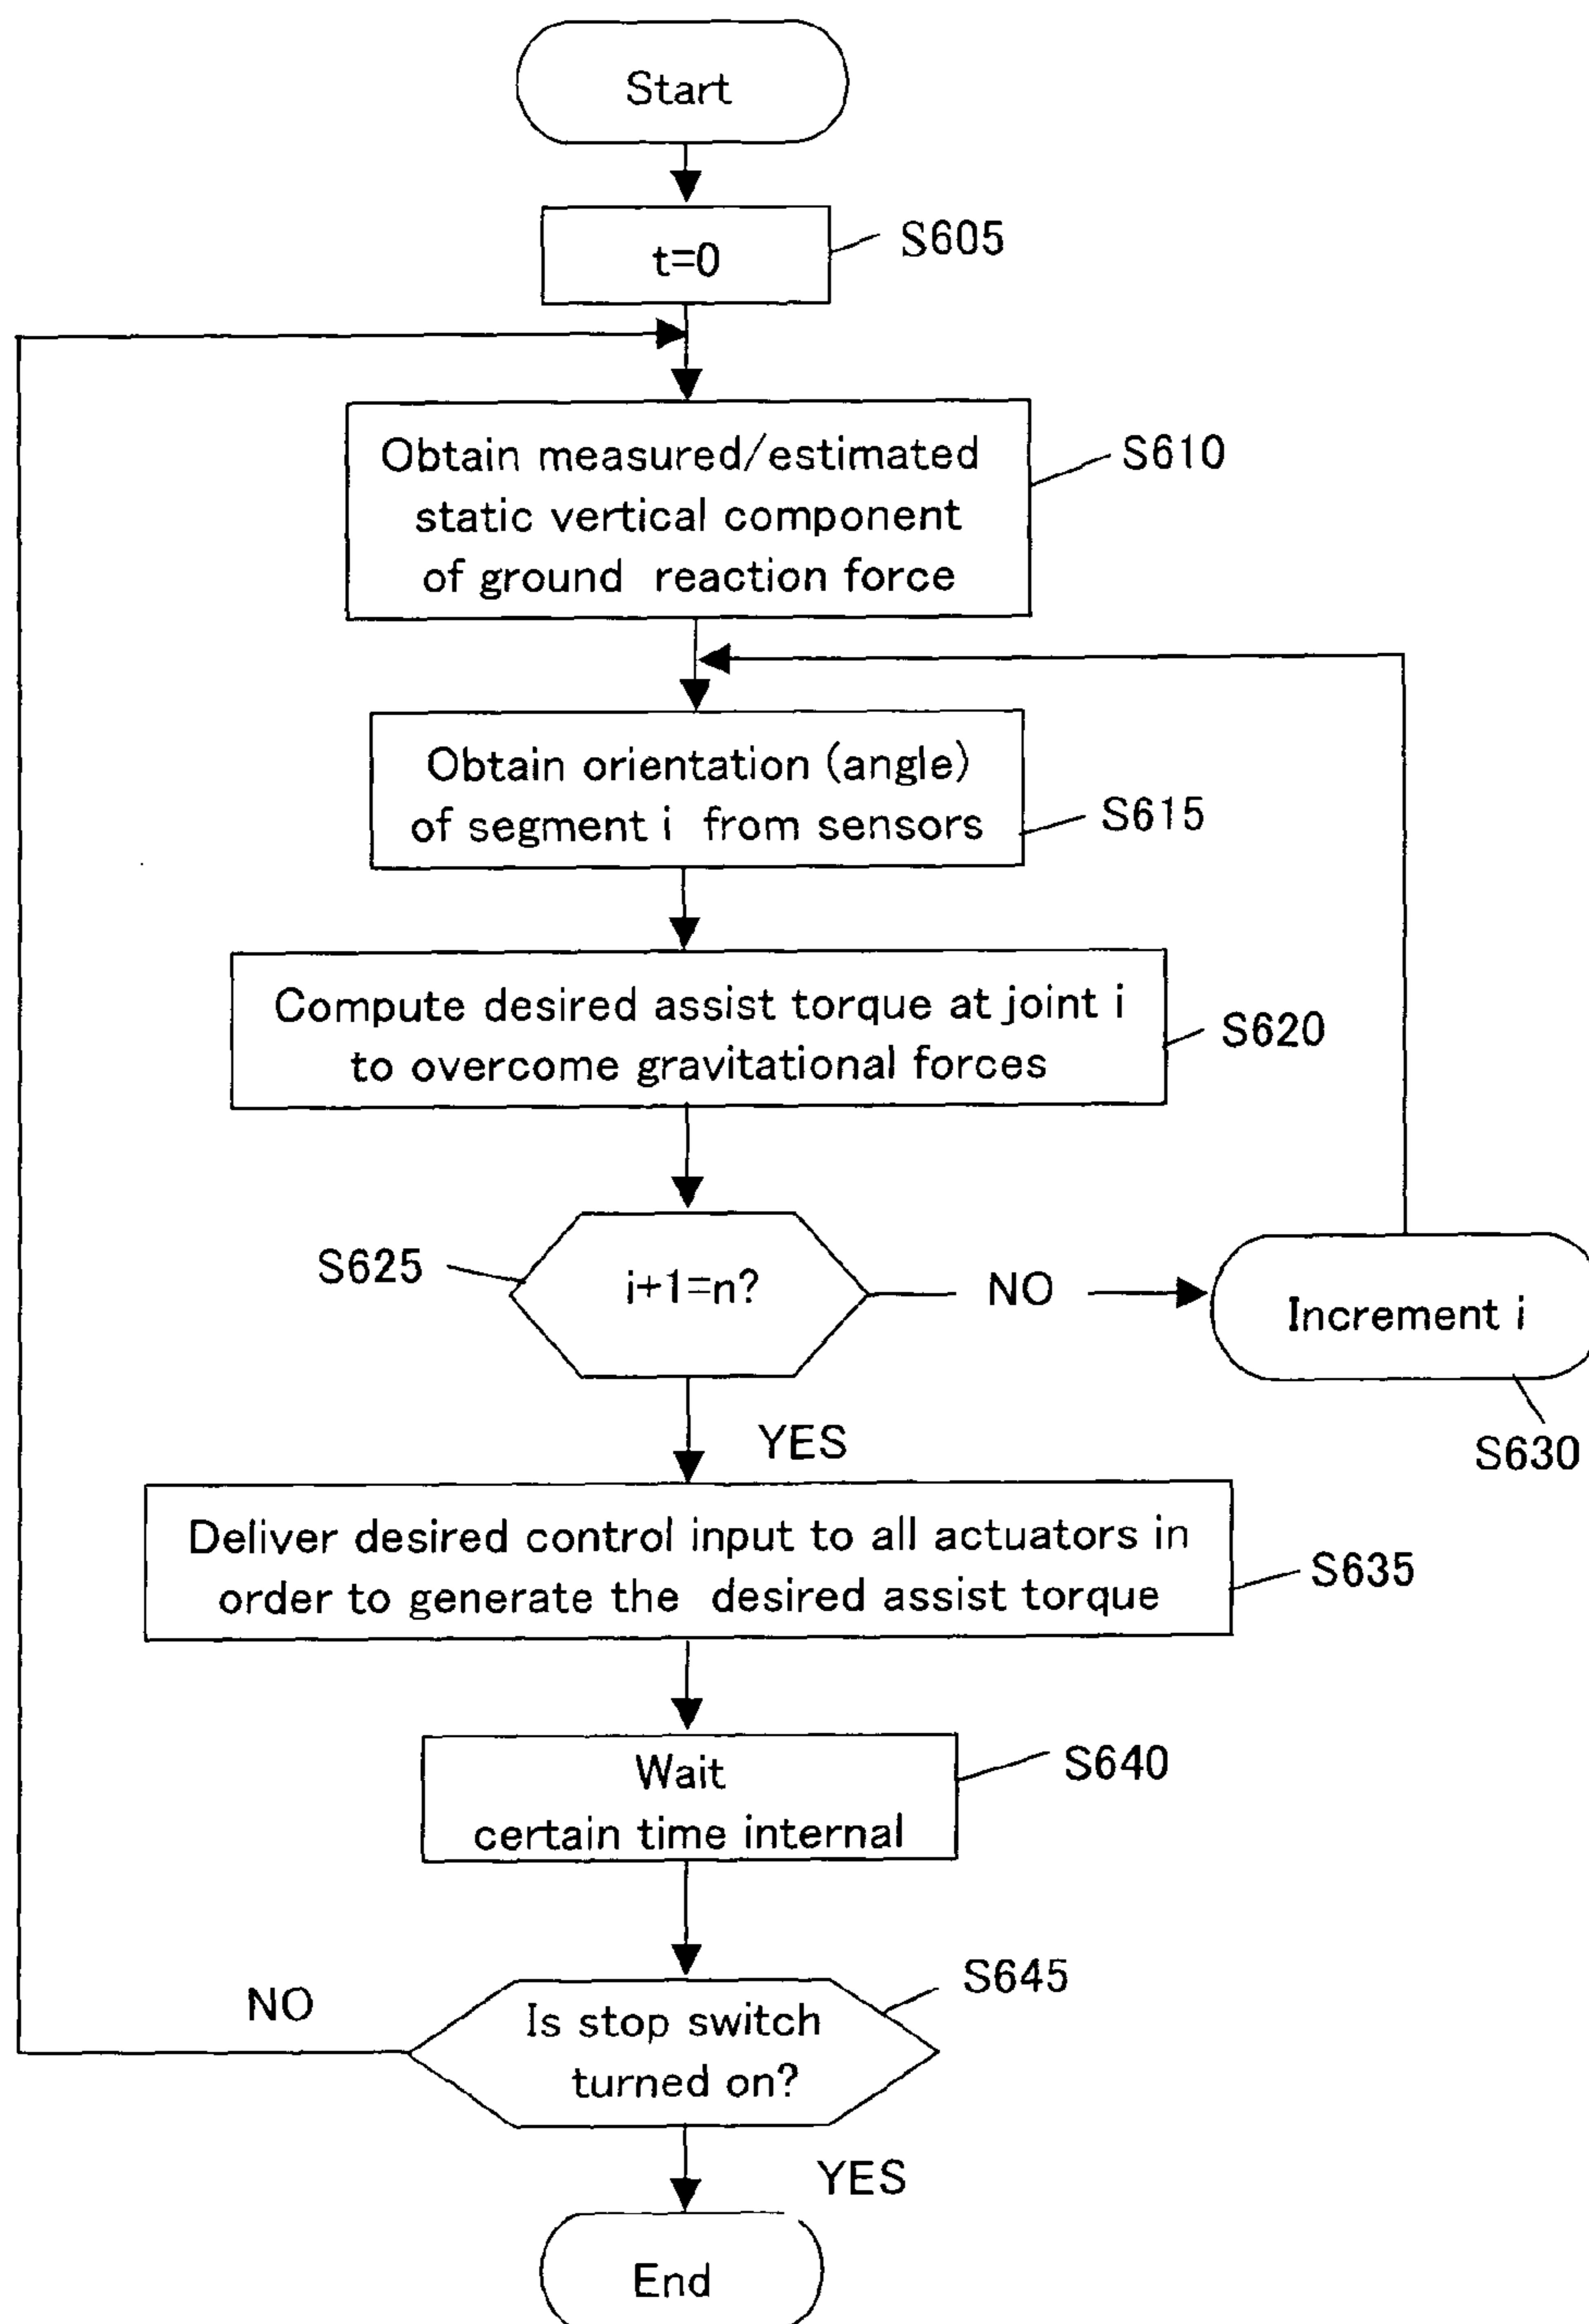 Start
t=0
S605
Obtain measured/estimated
static vertical component
of ground reaction force
S610
Obtain orientation (angle)
of segment i from sensors
S615
Compute desired assist torque at joint i
to overcome gravitational forces
S620
S625
i+1=n?
NO
Increment i
S630
YES
Deliver desired control input to all actuators in
order to generate the desired assist torque
S635
Wait
certain time internal
S640
NO
Is stop switch
turned on?
S645
YES
End